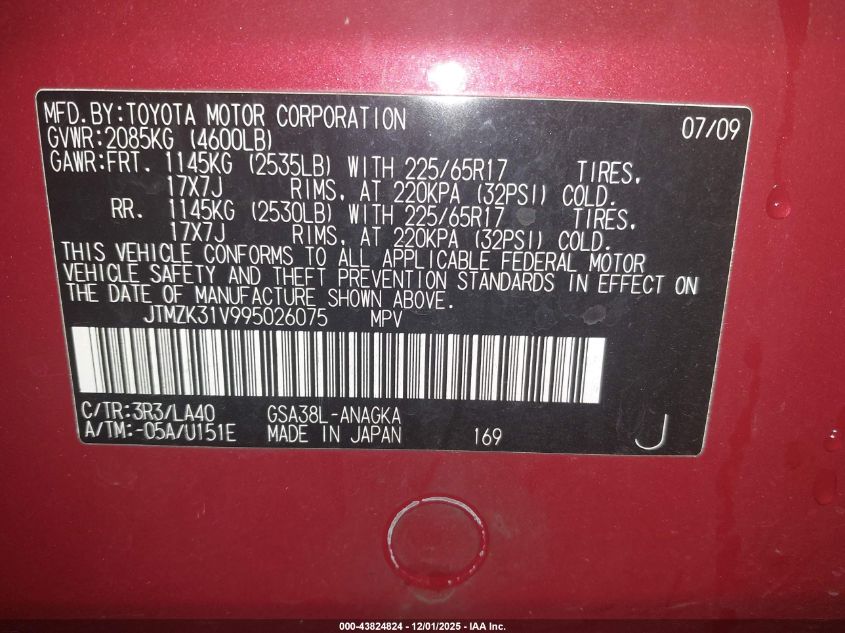 MFD.BY:TOYOTA MOTOR CORPORATION 07/09
GVWR:2085KG (4600LB)
GAWR:FRT. 1145KG (2535LB) WITH 225/65R17 TIRES,
17X7J RIMS, AT 220KPA (32PSI) COLD.
RR. 1145KG (2530LB) WITH 225/65R17 TIRES,
17X7J RIMS, AT 220KPA (32PSI) COLD.
THIS VEHICLE CONFORMS TO ALL APPLICABLE FEDERAL MOTOR
VEHICLE SAFETY AND THEFT PREVENTION STANDARDS IN EFFECT ON
THE DATE OF MANUFACTURE SHOWN ABOVE.
JTMZK31V995026075 MPV
C/TR:3R3/LA40 GSA38L-ANAGKA
A/TM:-05A/U151E MADE IN JAPAN 169 J
000-43824824 - 12/01/2025 - IAA Inc.